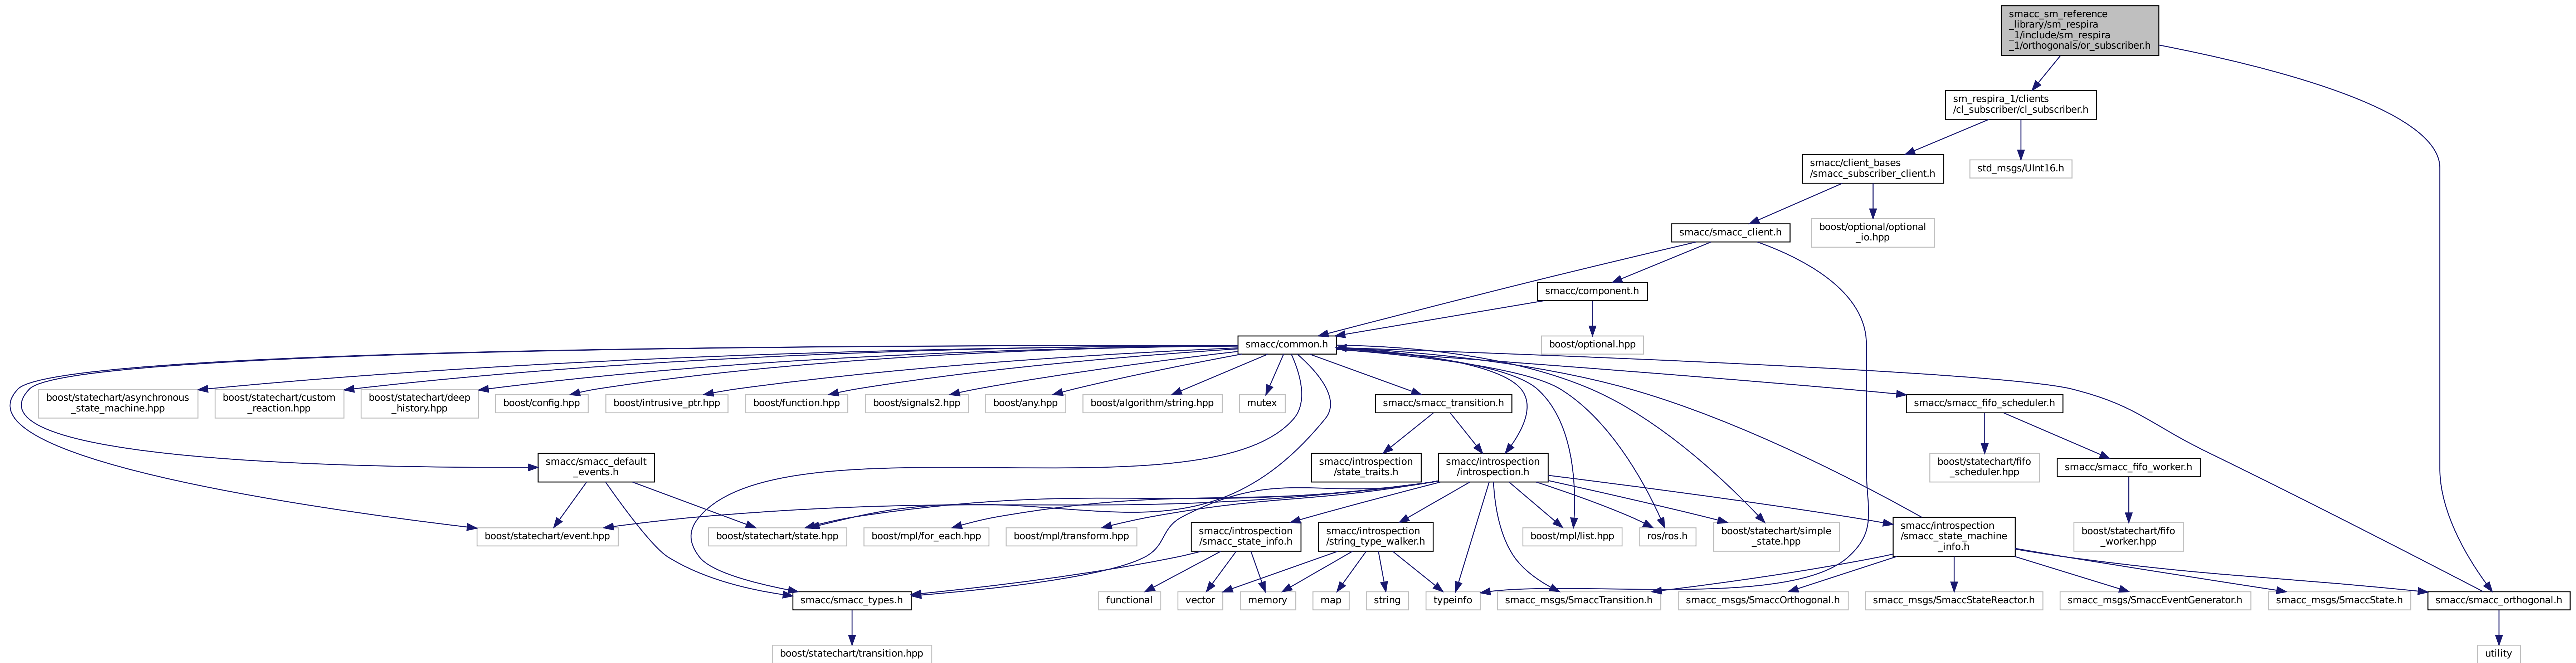 smacc_sm_reference
_library/sm_respira
_1/include/sm_respira
_1/orthogonals/or_subscriber.h
sm_respira_1/clients
/cl_subscriber/cl_subscriber.h
smacc/client_bases
/smacc_subscriber_client.h
std_msgs/UInt16.h
smacc/smacc_client.h
boost/optional/optional
_io.hpp
smacc/component.h
smacc/common.h
boost/optional.hpp
boost/statechart/asynchronous
_state_machine.hpp
boost/statechart/custom
_reaction.hpp
boost/statechart/deep
_history.hpp
boost/config.hpp
boost/intrusive_ptr.hpp
boost/function.hpp
boost/signals2.hpp
boost/any.hpp
boost/algorithm/string.hpp
mutex
smacc/smacc_transition.h
smacc/smacc_fifo_scheduler.h
smacc/smacc_default
_events.h
smacc/introspection
/state_traits.h
smacc/introspection
/introspection.h
boost/statechart/fifo
_scheduler.hpp
smacc/smacc_fifo_worker.h
boost/statechart/event.hpp
boost/statechart/state.hpp
boost/mpl/for_each.hpp
boost/mpl/transform.hpp
smacc/introspection
/smacc_state_info.h
smacc/introspection
/string_type_walker.h
boost/mpl/list.hpp
ros/ros.h
boost/statechart/simple
_state.hpp
smacc/introspection
/smacc_state_machine
_info.h
boost/statechart/fifo
_worker.hpp
smacc/smacc_types.h
functional
vector
memory
map
string
typeinfo
smacc_msgs/SmaccTransition.h
smacc_msgs/SmaccOrthogonal.h
smacc_msgs/SmaccStateReactor.h
smacc_msgs/SmaccEventGenerator.h
smacc_msgs/SmaccState.h
smacc/smacc_orthogonal.h
boost/statechart/transition.hpp
utility